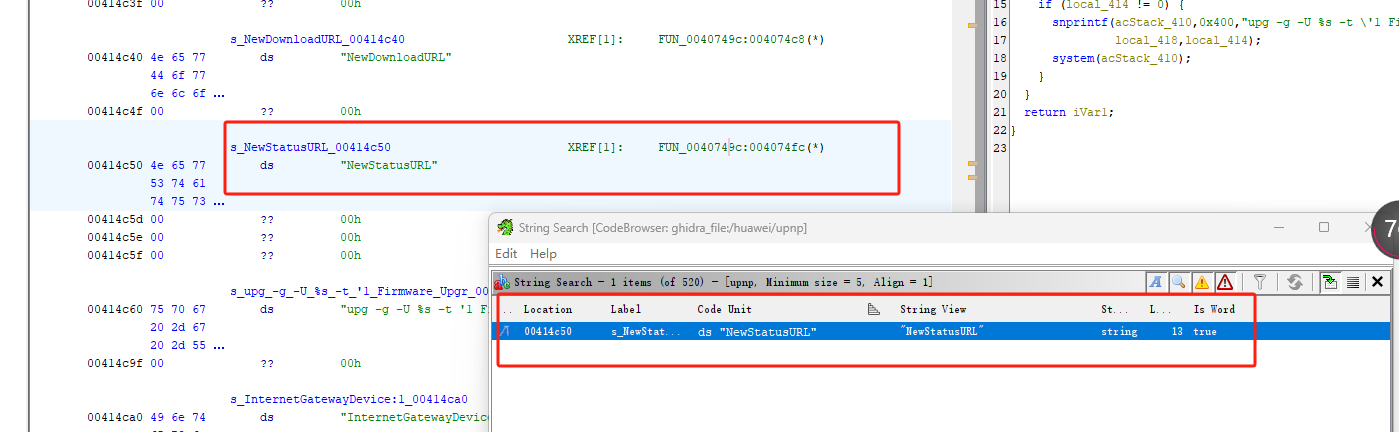 00414c3f 00 ?? 00h
s_NewDownloadURL_00414c40 XREF[1]: FUN_0040749c:004074c8(*)
00414c40 4e 65 77 ds "NewDownloadURL"
44 6f 77
6e 6c 6f ...
00414c4f 00 ?? 00h
s_NewStatusURL_00414c50 XREF[1]: FUN_0040749c:004074fc(*)
00414c50 4e 65 77 ds "NewStatusURL"
53 74 61
74 75 73 ...
00414c5d 00 ?? 00h
00414c5e 00 ?? 00h
00414c5f 00 ?? 00h
s_upg_-g_-U_%s_-t_'1_Firmware_Upgr_00
00414c60 75 70 67 ds "upg -g -U %s -t '1 Fi
20 2d 67
20 2d 55 ...
00414c9f 00 ?? 00h
s_InternetGatewayDevice:1_00414ca0
00414ca0 49 6e 74 ds "InternetGatewayDevic
15 if (local_414 != 0) {
16 snprintf(acStack_410,0x400,"upg -g -U %s -t \'1 Fi
17 local_418,local_414);
18 system(acStack_410);
19 }
20 }
21 return iVar1;
22 }
23
String Search [CodeBrowser: ghidra_file:/huawei/upnp]
Edit Help
String Search - 1 items (of 520) - [upnp, Minimum size = 5, Align = 1]
.. Location Label Code Unit String View St... L... Is Word
A 00414c50 s_NewStat... ds "NewStatusURL" "NewStatusURL" string 13 true